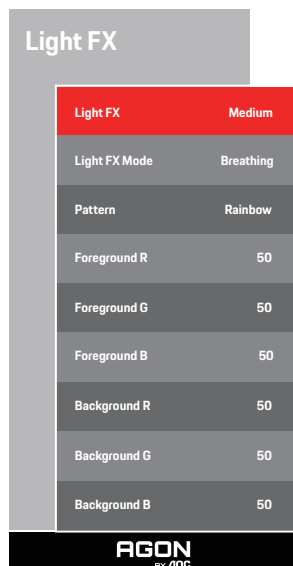 Light FX
Light FX Medium
Light FX Mode Breathing
Pattern Rainbow
Foreground R 50
Foreground G 50
Foreground B 50
Background R 50
Background G 50
Background B 50
AGON
BY AOC